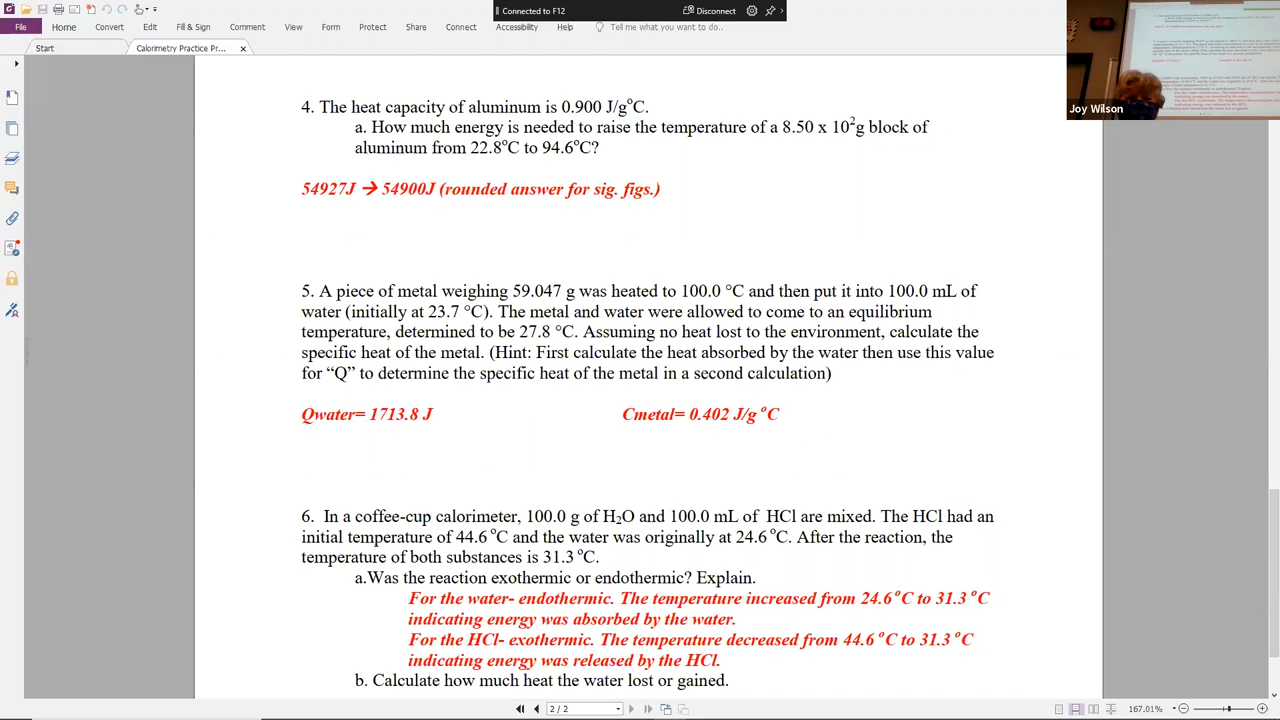 Connected to F12
Disconnect
File
Home
Convert
Edit
Fill & Sign
Comment
View
Form
Protect
Share
Connect
Accessibility
Help
Tell me what you want to do..
Start
Calorimetry Practice Pr...
Joy Wilson
4. The heat capacity of aluminum is 0.900 J/g°C.
a. How much energy is needed to raise the temperature of a 8.50 x 10²g block of
aluminum from 22.8°C to 94.6°C?
54927J → 54900J (rounded answer for sig. figs.)
5. A piece of metal weighing 59.047 g was heated to 100.0 °C and then put it into 100.0 mL of
water (initially at 23.7 °C). The metal and water were allowed to come to an equilibrium
temperature, determined to be 27.8 °C. Assuming no heat lost to the environment, calculate the
specific heat of the metal. (Hint: First calculate the heat absorbed by the water then use this value
for “Q” to determine the specific heat of the metal in a second calculation)
Qwater= 1713.8 J Cmetal= 0.402 J/g °C
6. In a coffee-cup calorimeter, 100.0 g of H₂O and 100.0 mL of HCl are mixed. The HCl had an
initial temperature of 44.6 °C and the water was originally at 24.6 °C. After the reaction, the
temperature of both substances is 31.3 °C.
a.Was the reaction exothermic or endothermic? Explain.
For the water- endothermic. The temperature increased from 24.6°C to 31.3 °C
indicating energy was absorbed by the water.
For the HCl- exothermic. The temperature decreased from 44.6 °C to 31.3 °C
indicating energy was released by the HCl.
b. Calculate how much heat the water lost or gained.
2 / 2
167.01%